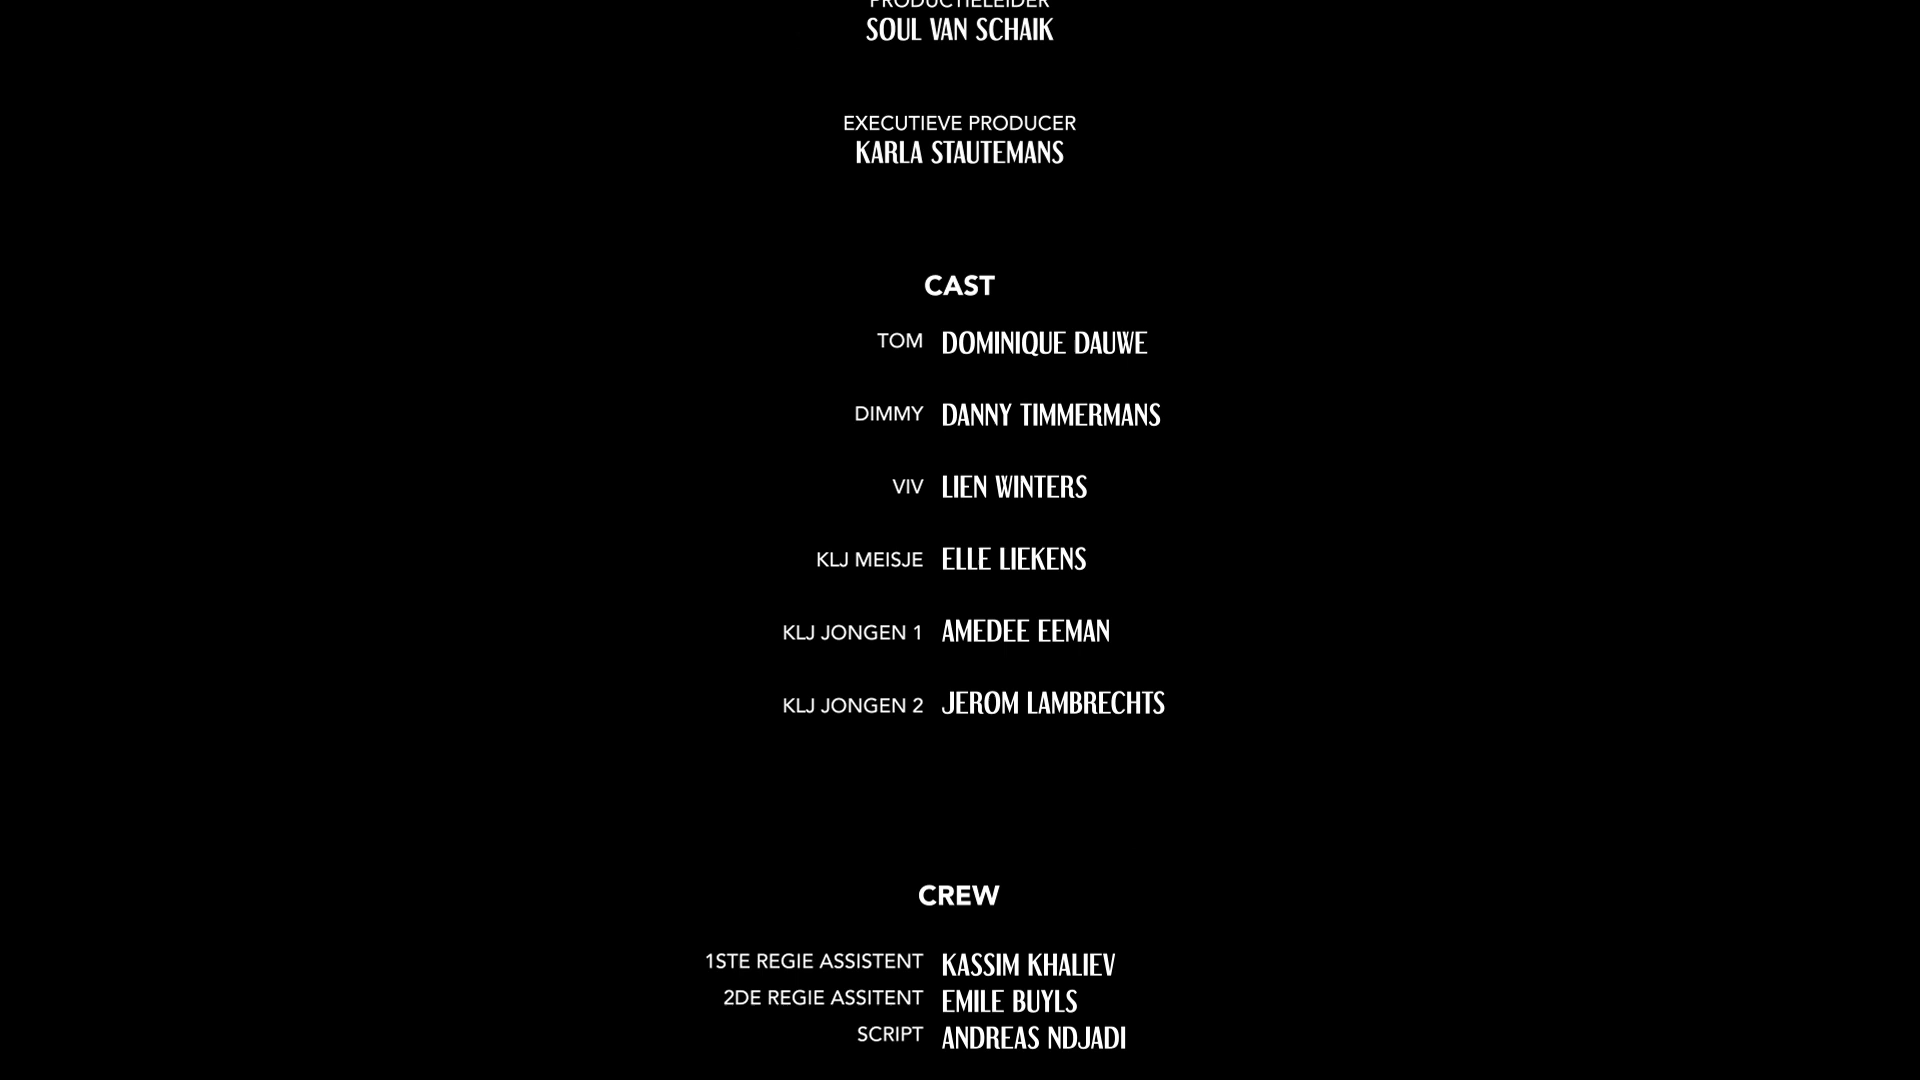 PRODUCTIELEIDER
SOUL VAN SCHAIK
EXECUTIEVE PRODUCER
KARLA STAUTEMANS
CAST
TOM DOMINIQUE DAUWE
DIMMY DANNY TIMMERMANS
VIV LIEN WINTERS
KLJ MEISJE ELLE LIEKENS
KLJ JONGEN 1 AMEDEE EEMAN
KLJ JONGEN 2 JEROM LAMBRECHTS
CREW
1STE REGIE ASSISTENT KASSIM KHALIEV
2DE REGIE ASSITENT EMILE BUYLS
SCRIPT ANDREAS NDJADI